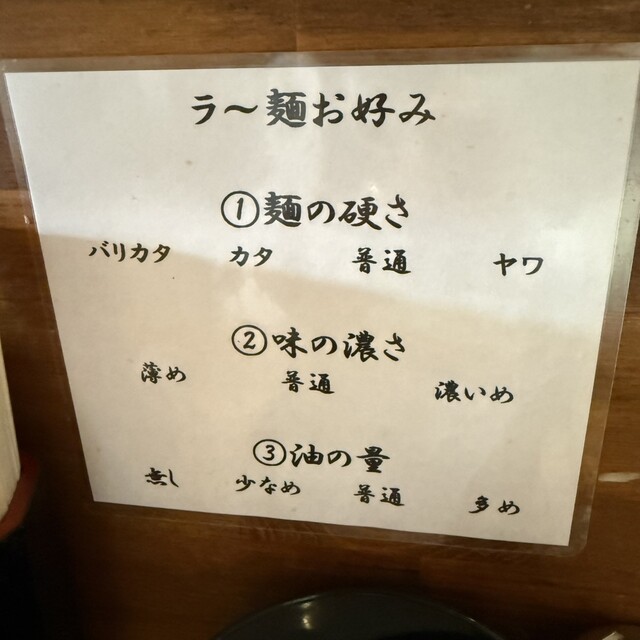 ラ～麺お好み
①麺の硬さ
バリカタ カタ 普通 ヤワ
②味の濃さ
薄め 普通 濃いめ
③油の量
無し 少なめ 普通 多め